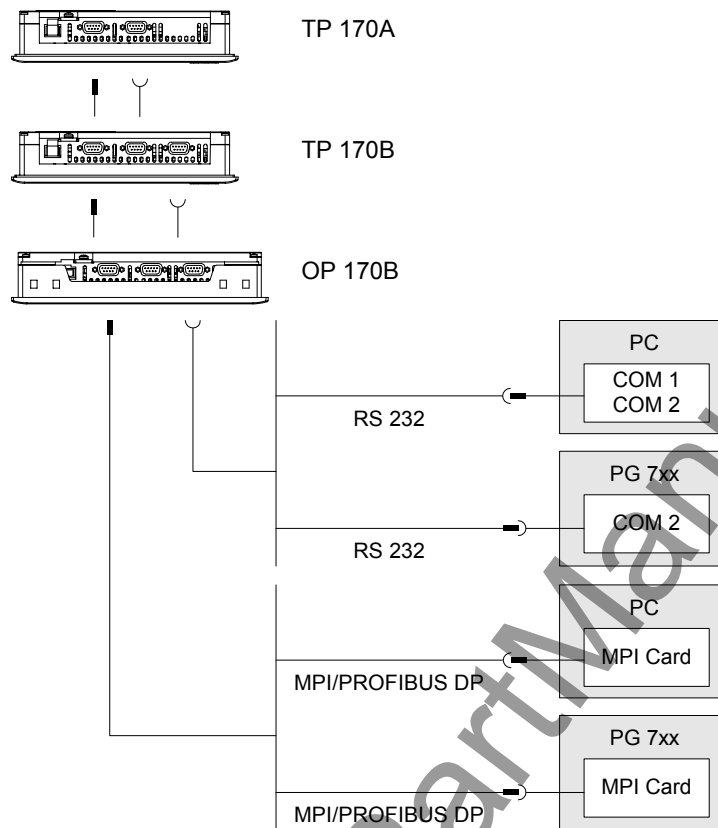 TP 170A
TP 170B
OP 170B
PC
COM 1
COM 2
RS 232
PG 7xx
COM 2
RS 232
PC
MPI Card
MPI/PROFIBUS DP
PG 7xx
MPI Card
MPI/PROFIBUS DP